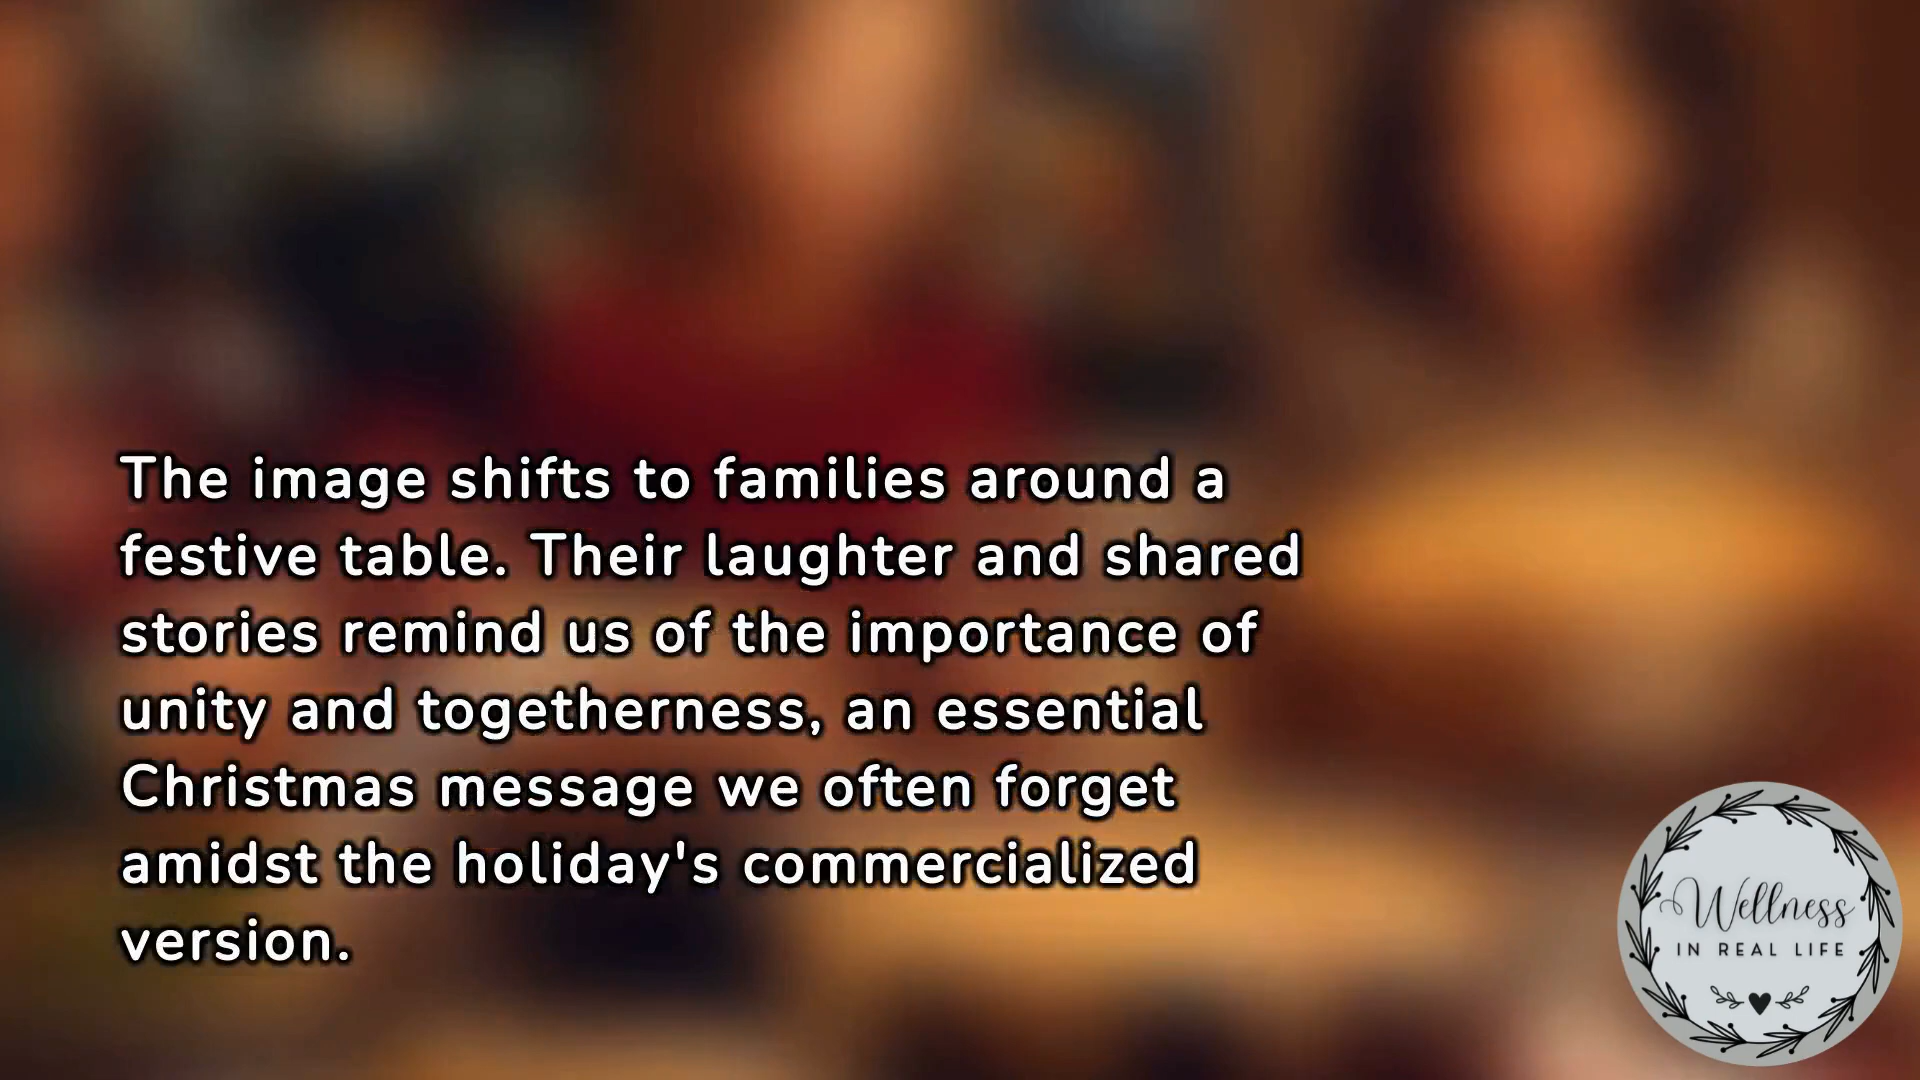 The image shifts to families around a
festive table. Their laughter and shared
stories remind us of the importance of
unity and togetherness, an essential
Christmas message we often forget
amidst the holiday's commercialized
version.
Wellness
IN REAL LIFE